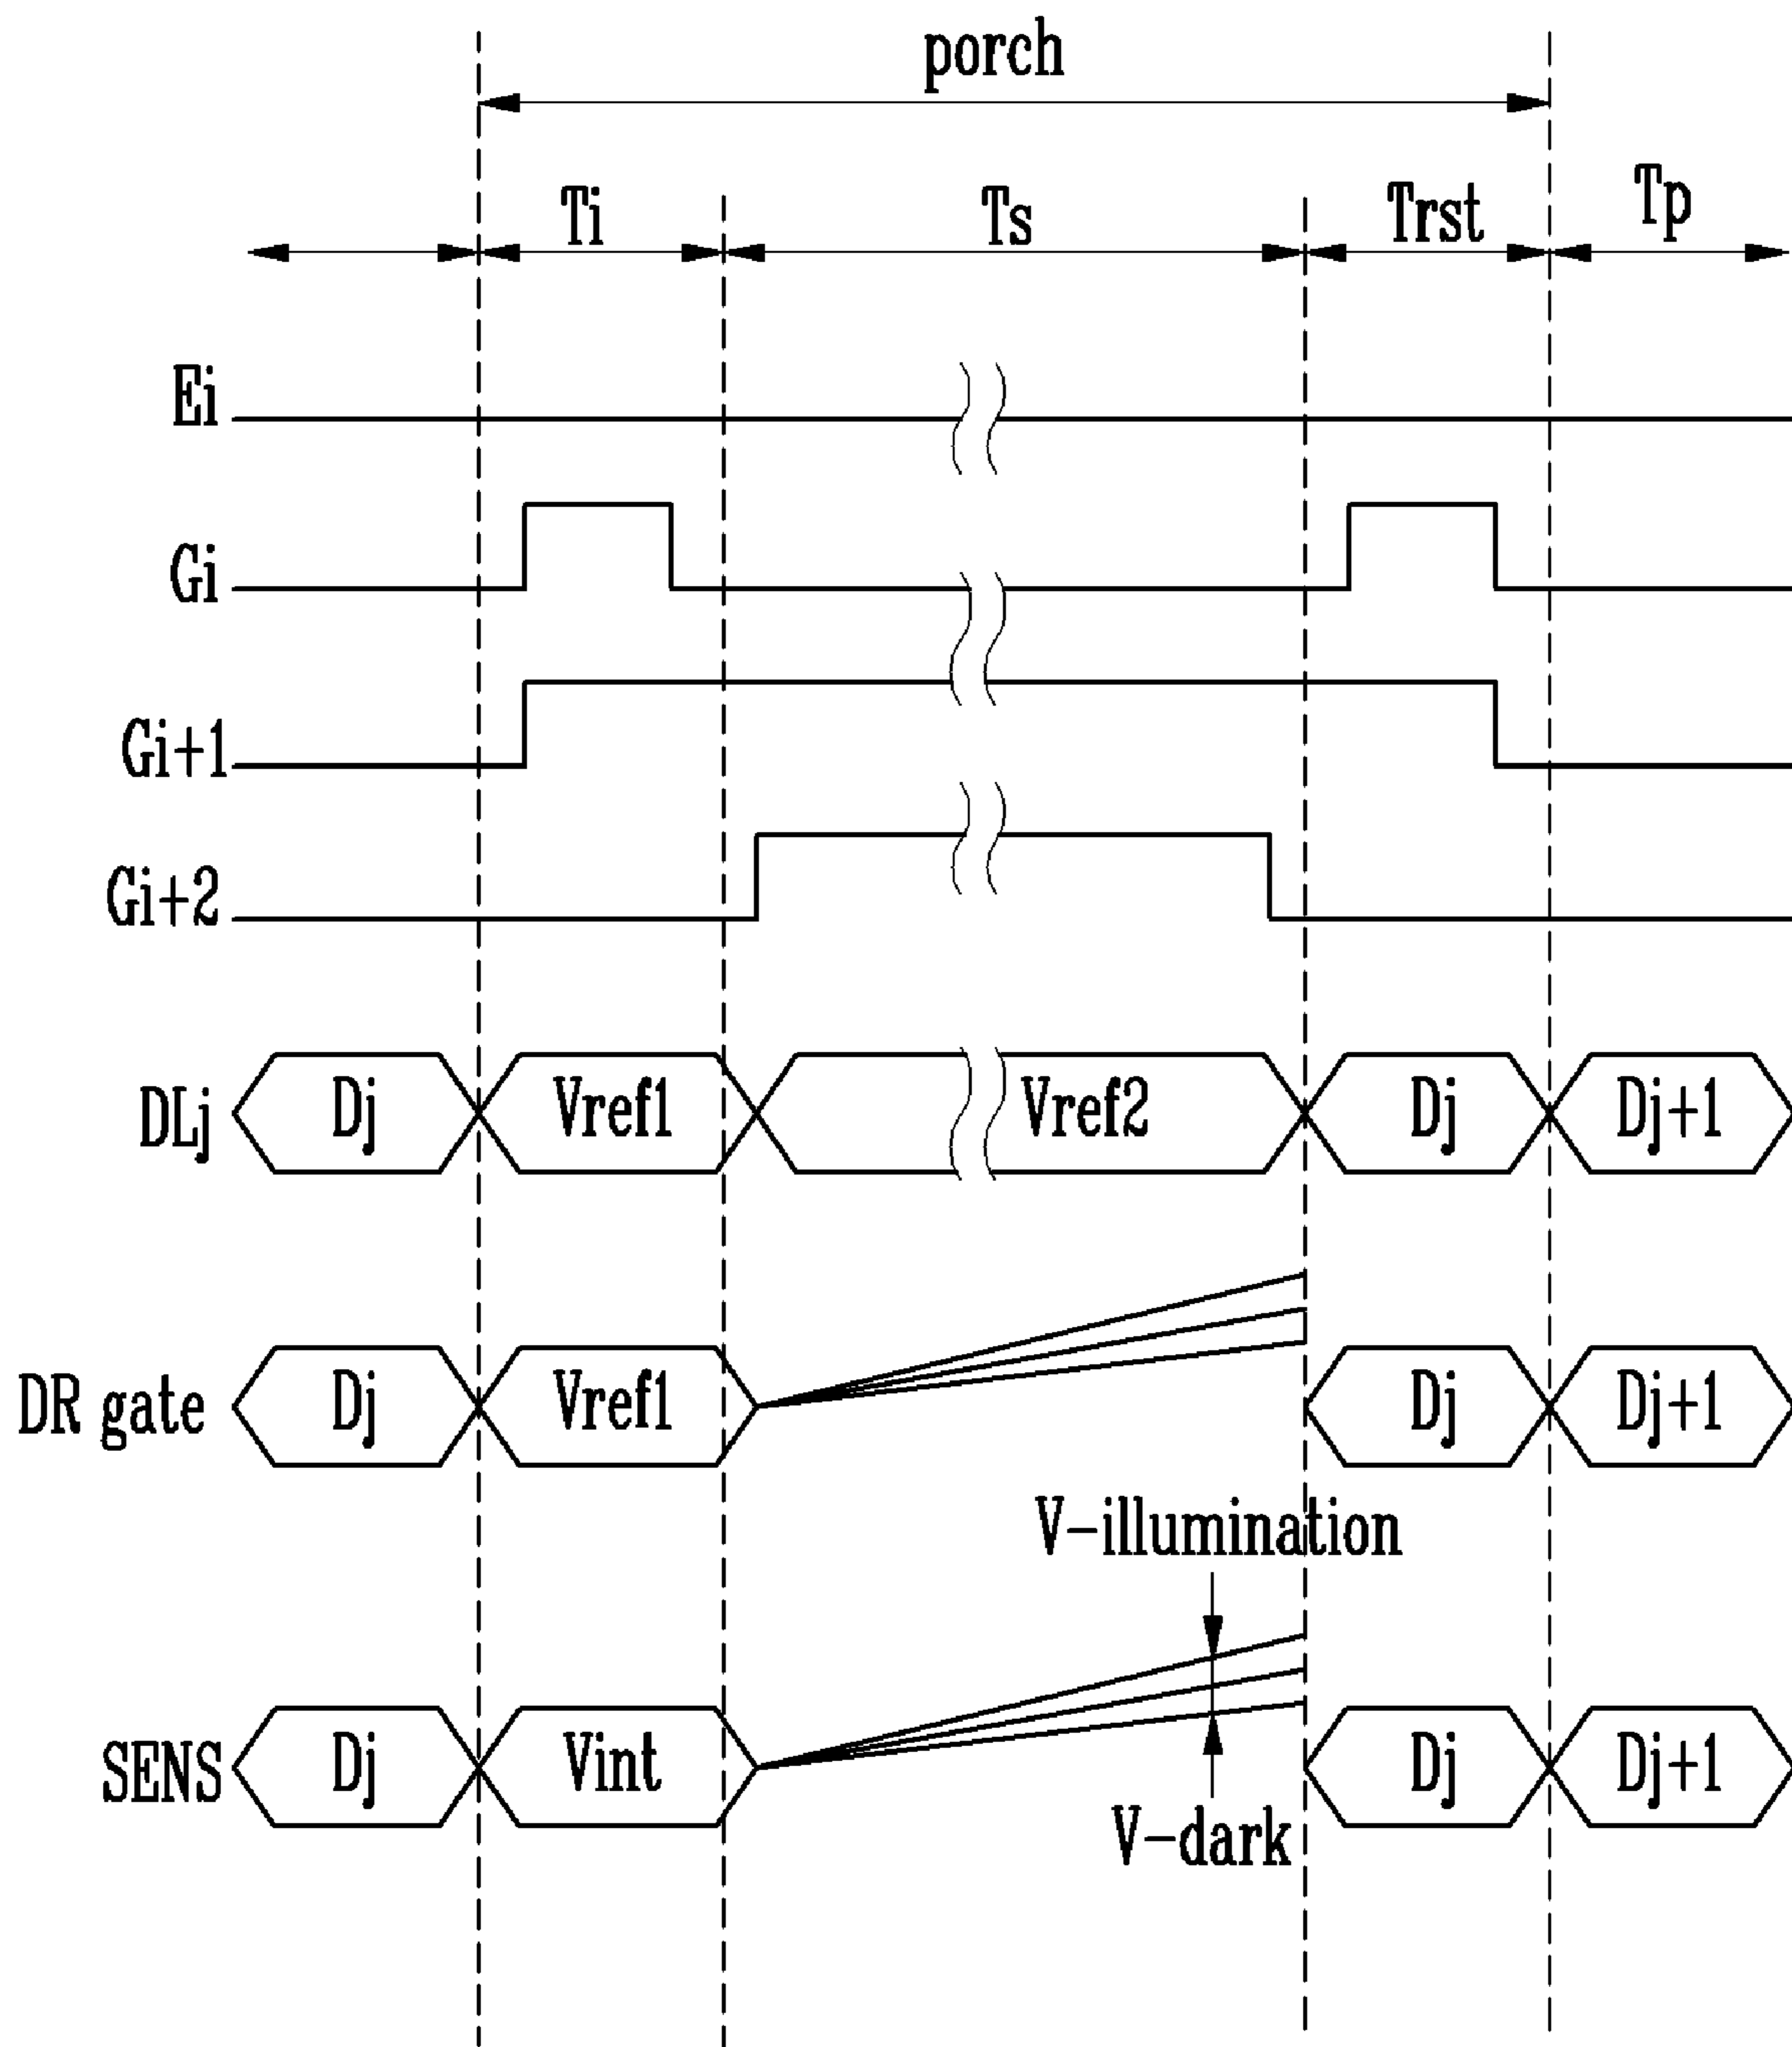 porch
Ti Ts Trst Tp
Ei
Gi
Gi+1
Gi+2
DLj Dj Vref1 Vref2 Dj Dj+1
DR gate Dj Vref1 Dj Dj+1
V-illumination
SENS Dj Vint Dj Dj+1
V-dark